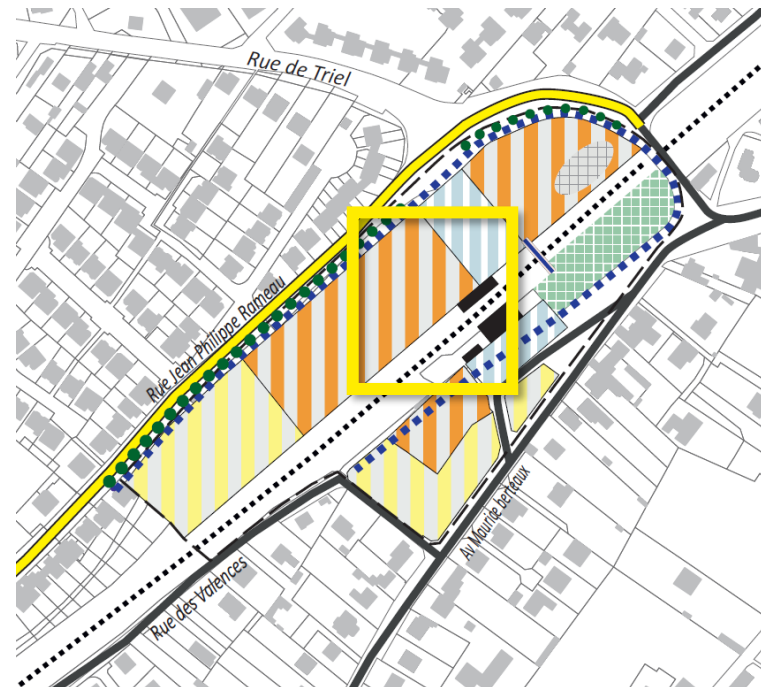 Rue de Triel
Rue Jean Philippe Rameau
Av Maurice berteaux
Rue des Valences